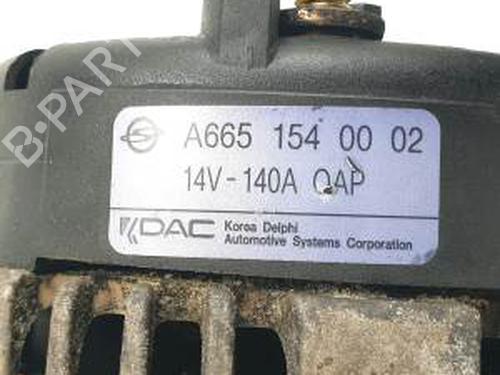 B-PARTS
A665 154 00 02
14V-140A QAP
KDAC Korea Delphi
Automotive Systems Corporation